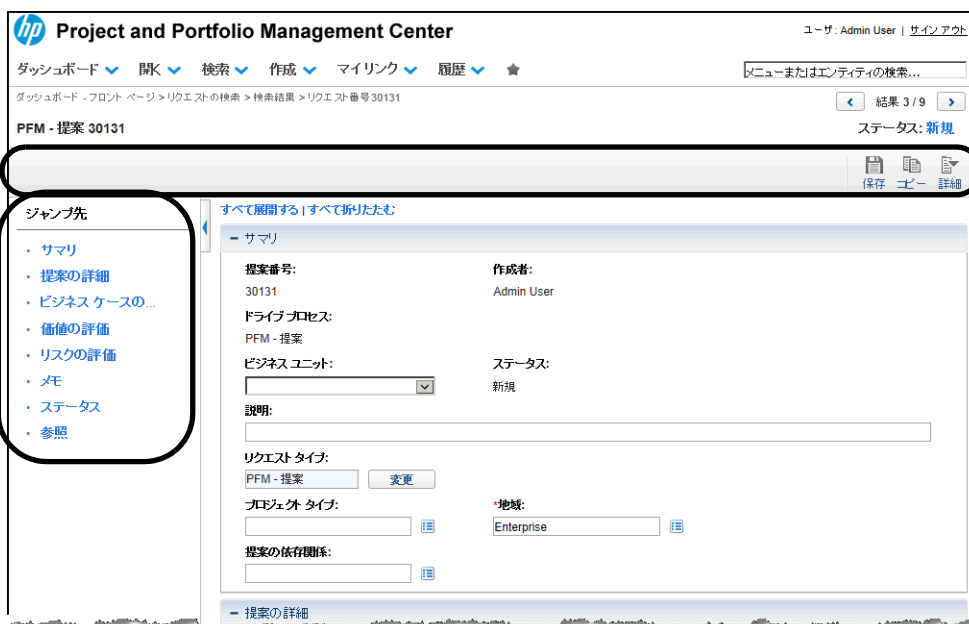 hp Project and Portfolio Management Center
ユーザ: Admin User | サイン アウト
ダッシュボード 開く 検索 作成 マイリンク 履歴
メニューまたはエンティティの検索...
ダッシュボード - フロント ページ > リクエストの検索 > 検索結果 > リクエスト番号 30131
結果 3 / 9
PFM - 提案 30131
ステータス: 新規
保存 コピー 詳細
ジャンプ先
・ サマリ
・ 提案の詳細
・ ビジネス ケースの...
・ 価値の評価
・ リスクの評価
・ メモ
・ ステータス
・ 参照
すべて展開する | すべて折りたたむ
サマリ
提案番号: 作成者:
30131 Admin User
ドライブ プロセス:
PFM - 提案
ビジネス ユニット: ステータス:
新規
説明:
リクエスト タイプ:
PFM - 提案 変更
プロジェクト タイプ: *地域:
Enterprise
提案の依存関係:
提案の詳細